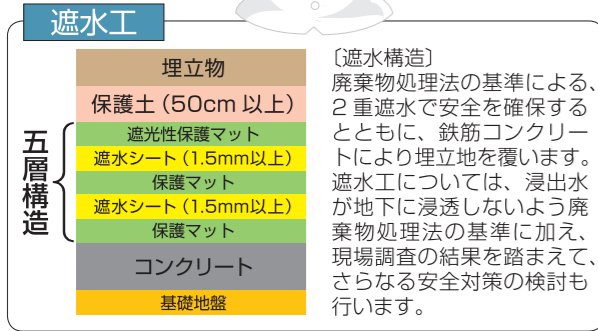 遮水工
埋立物
保護土（50cm 以上）
遮光性保護マット
遮水シート（1.5mm以上）
保護マット
遮水シート（1.5mm以上）
保護マット
コンクリート
基礎地盤
五層構造
〔遮水構造〕
廃棄物処理法の基準による、
2 重遮水で安全を確保する
とともに、鉄筋コンクリー
トにより埋立地を覆います。
遮水工については、浸出水
が地下に浸透しないよう廃
棄物処理法の基準に加え、
現場調査の結果を踏まえて、
さらなる安全対策の検討も
行います。